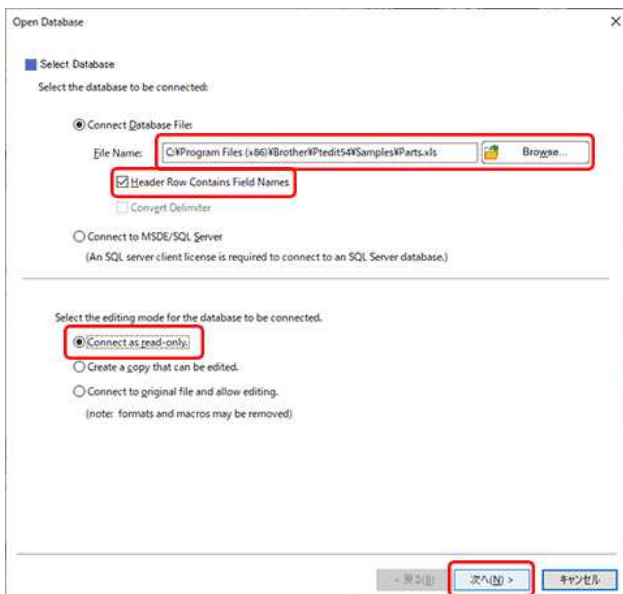 Open Database
Select Database
Select the database to be connected:
Connect Database File:
File Name: C:¥Program Files (x86)¥Brother¥Ptedit54¥Samples¥Parts.xls Browse...
Header Row Contains Field Names
Convert Delimiter
Connect to MSDE/SQL Server
(An SQL server client license is required to connect to an SQL Server database.)
Select the editing mode for the database to be connected.
Connect as read-only.
Create a copy that can be edited.
Connect to original file and allow editing.
(note: formats and macros may be removed)
< 戻る(B) 次へ(N) > キャンセル